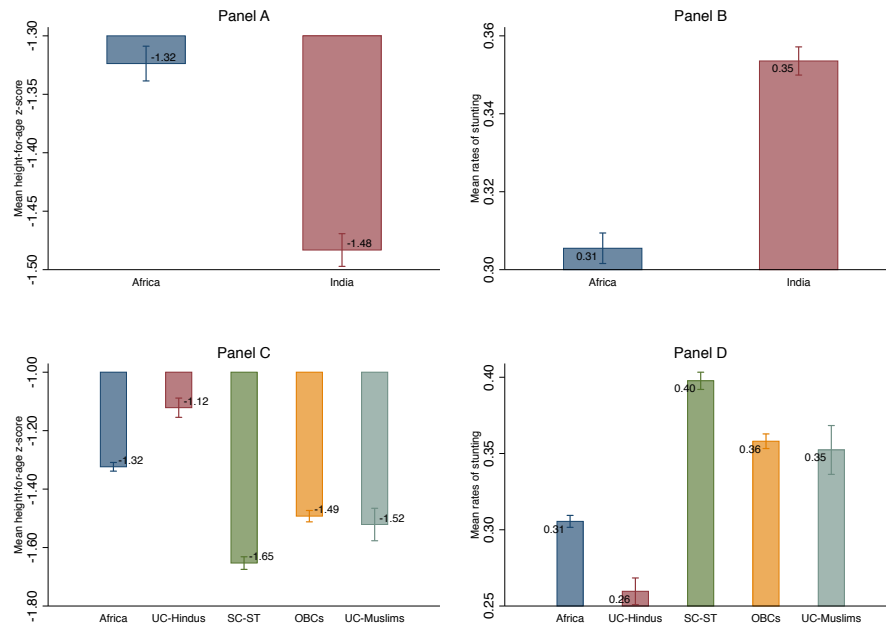 Panel A
Mean height-for-age z-score
-1.30
-1.35
-1.40
-1.45
-1.50
-1.32
-1.48
Africa
India
Panel B
Mean rates of stunting
0.36
0.34
0.32
0.30
0.31
0.35
Africa
India
Panel C
Mean height-for-age z-score
-1.00
-1.20
-1.40
-1.60
-1.80
-1.32
-1.12
-1.65
-1.49
-1.52
Africa
UC-Hindus
SC-ST
OBCs
UC-Muslims
Panel D
Mean rates of stunting
0.40
0.35
0.30
0.25
0.31
0.26
0.40
0.36
0.35
Africa
UC-Hindus
SC-ST
OBCs
UC-Muslims